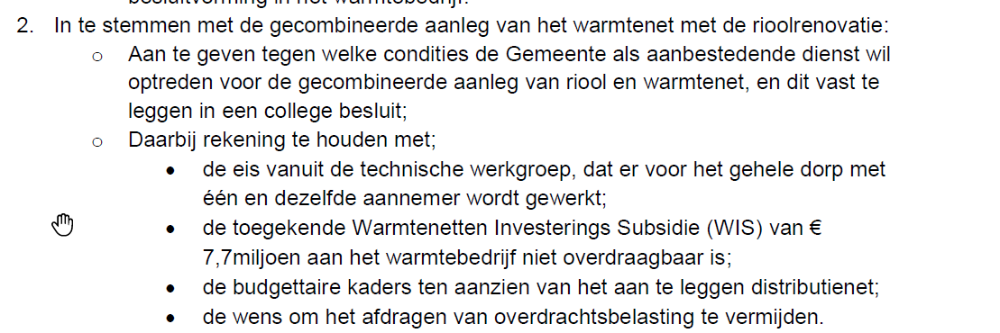 besluitvorming in het warmtebedrijf.
2. In te stemmen met de gecombineerde aanleg van het warmtenet met de rioolrenovatie:
o Aan te geven tegen welke condities de Gemeente als aanbestedende dienst wil
optreden voor de gecombineerde aanleg van riool en warmtenet, en dit vast te
leggen in een college besluit;
o Daarbij rekening te houden met;
• de eis vanuit de technische werkgroep, dat er voor het gehele dorp met
één en dezelfde aannemer wordt gewerkt;
• de toegekende Warmtenetten Investerings Subsidie (WIS) van €
7,7miljoen aan het warmtebedrijf niet overdraagbaar is;
• de budgettaire kaders ten aanzien van het aan te leggen distributienet;
• de wens om het afdragen van overdrachtsbelasting te vermijden.